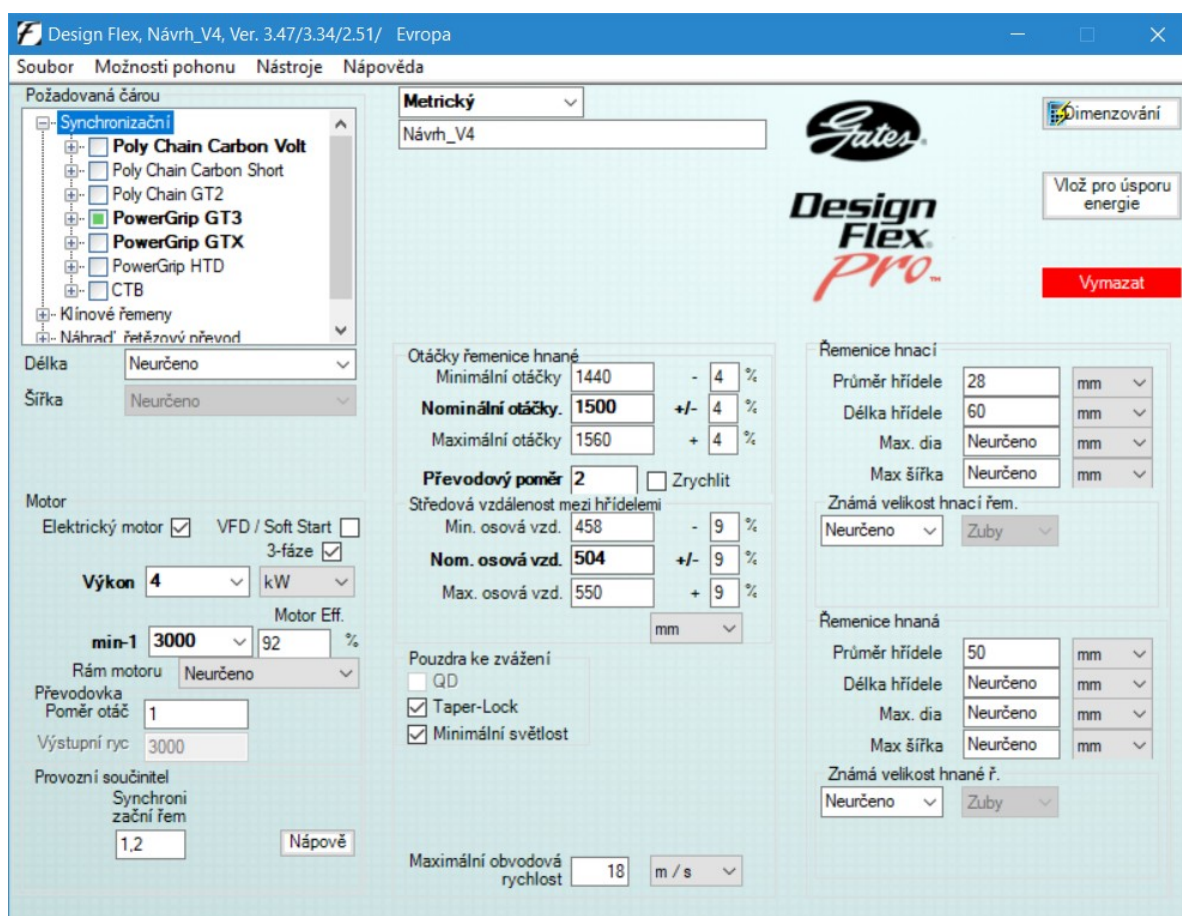 Design Flex, Návrh_V4, Ver. 3.47/3.34/2.51/ Evropa
Soubor Možnosti pohonu Nástroje Nápověda
Požadovaná čárou
Synchronizační
Poly Chain Carbon Volt
Poly Chain Carbon Short
Poly Chain GT2
PowerGrip GT3
PowerGrip GTX
PowerGrip HTD
CTB
Klínové řemeny
Náhraď řetězový převod
Délka Neurčeno
Šířka Neurčeno
Motor
Elektrický motor VFD / Soft Start
3-fáze
Výkon 4 kW
Motor Eff.
min-1 3000 92 %
Rám motoru Neurčeno
Převodovka
Poměr otáč 1
Výstupní ryc 3000
Provozní součinitel
Synchroni
zační řem
1,2 Nápově
Metrický
Návrh_V4
Otáčky řemenice hnané
Minimální otáčky 1440 - 4 %
Nominální otáčky. 1500 +/- 4 %
Maximální otáčky 1560 + 4 %
Převodový poměr 2 Zrychlit
Středová vzdálenost mezi hřídelemi
Min. osová vzd. 458 - 9 %
Nom. osová vzd. 504 +/- 9 %
Max. osová vzd. 550 + 9 %
mm
Pouzdra ke zvážení
QD
Taper-Lock
Minimální světlost
Maximální obvodová
rychlost 18 m / s
Gates
Design
Flex
Pro™
Dimenzování
Vlož pro úsporu
energie
Vymazat
Řemenice hnací
Průměr hřídele 28 mm
Délka hřídele 60 mm
Max. dia Neurčeno mm
Max šířka Neurčeno mm
Známá velikost hnací řem.
Neurčeno Zuby
Řemenice hnaná
Průměr hřídele 50 mm
Délka hřídele Neurčeno mm
Max. dia Neurčeno mm
Max šířka Neurčeno mm
Známá velikost hnané ř.
Neurčeno Zuby